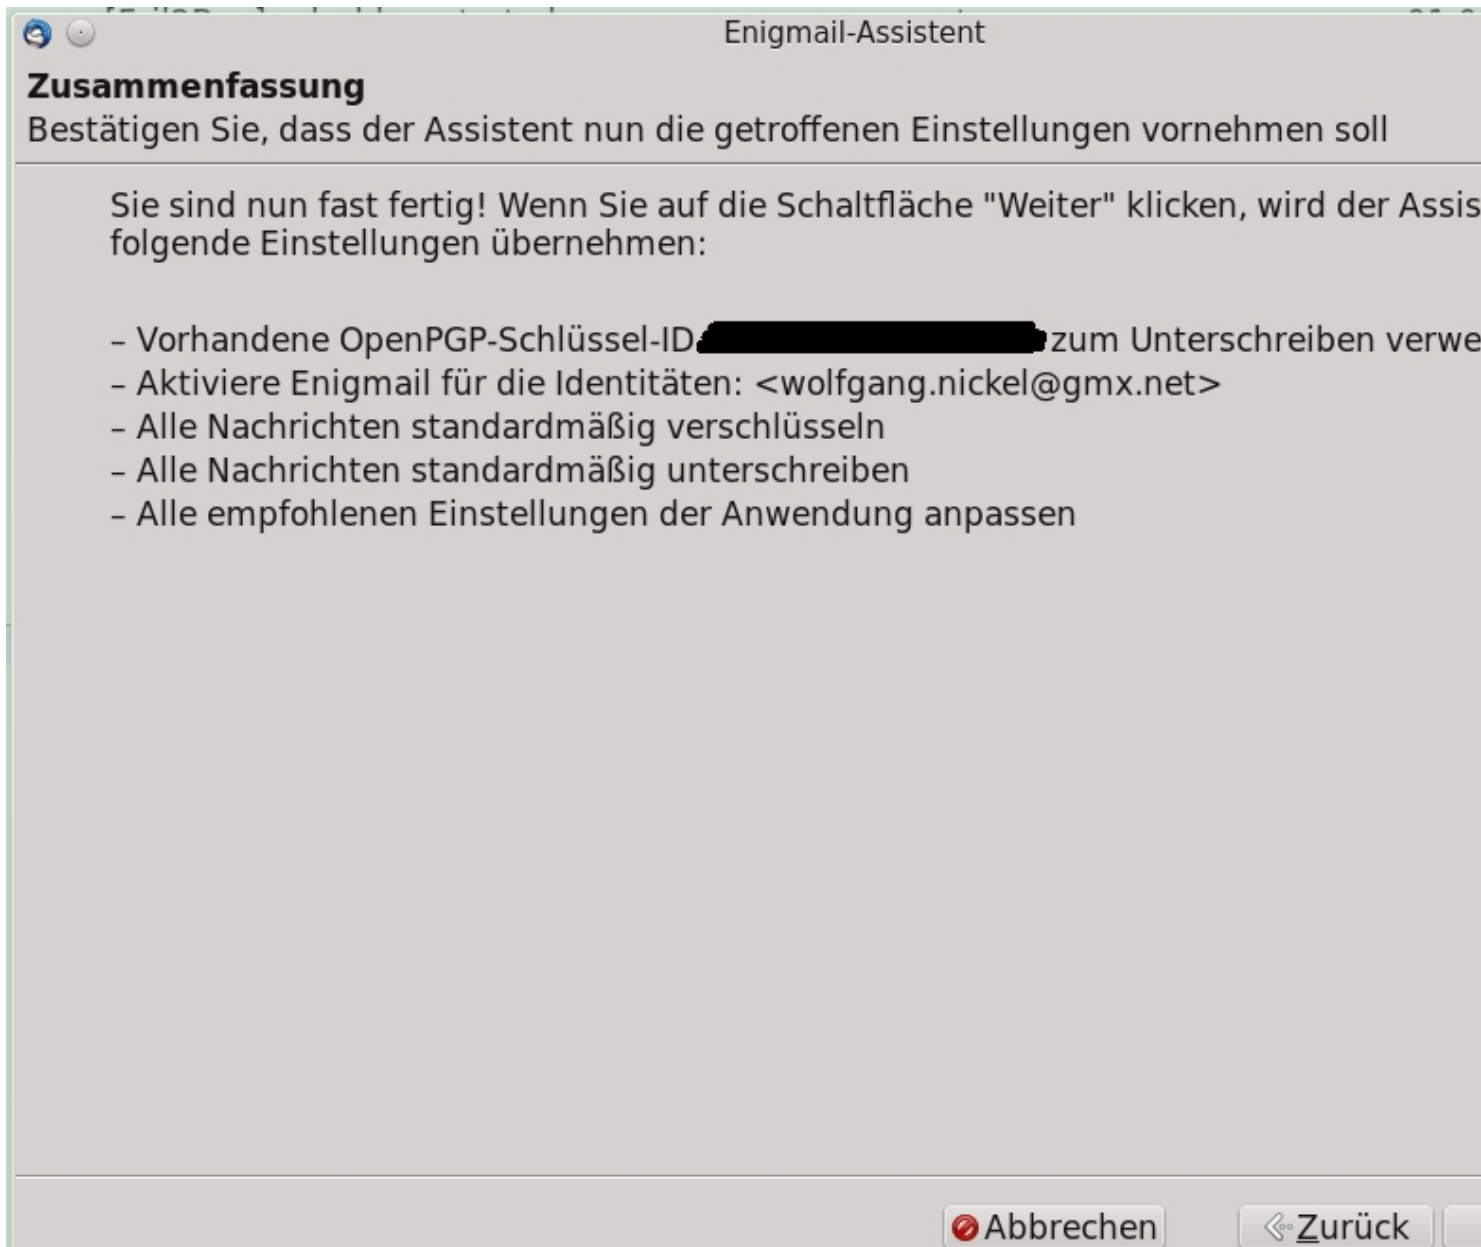 Enigmail-Assistent
Zusammenfassung
Bestätigen Sie, dass der Assistent nun die getroffenen Einstellungen vornehmen soll
Sie sind nun fast fertig! Wenn Sie auf die Schaltfläche "Weiter" klicken, wird der Assis
folgende Einstellungen übernehmen:
– Vorhandene OpenPGP-Schlüssel-ID zum Unterschreiben verwe
– Aktiviere Enigmail für die Identitäten: <wolfgang.nickel@gmx.net>
– Alle Nachrichten standardmäßig verschlüsseln
– Alle Nachrichten standardmäßig unterschreiben
– Alle empfohlenen Einstellungen der Anwendung anpassen
Abbrechen
Zurück